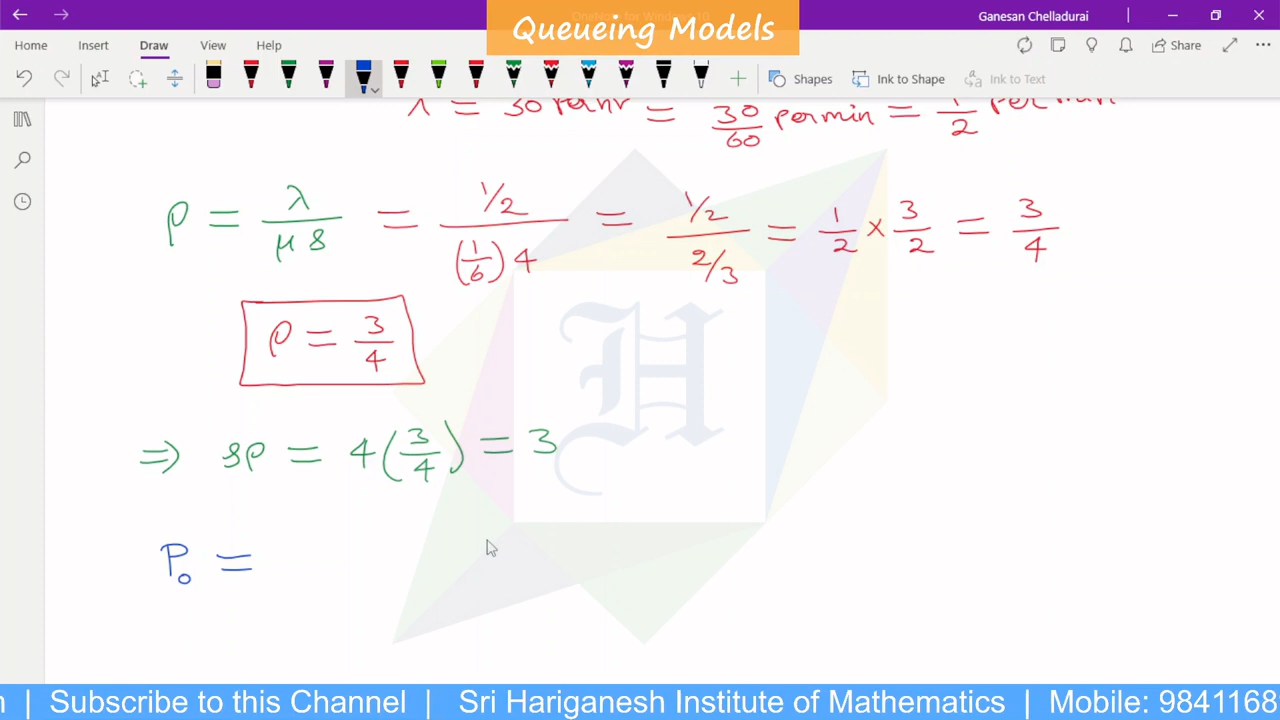 Queueing Models
Ganesan Chelladurai
Home Insert Draw View Help
Share
Shapes
Ink to Shape
Ink to Text
λ = 30 per hr = 30/60 per min = 1/2 per min
ρ = λ/μs = (1/2)/((1/6)4) = (1/2)/(2/3) = 1/2 × 3/2 = 3/4
ρ = 3/4
⇒ sρ = 4(3/4) = 3
P₀ =
H
| Subscribe to this Channel | Sri Hariganesh Institute of Mathematics | Mobile: 9841168